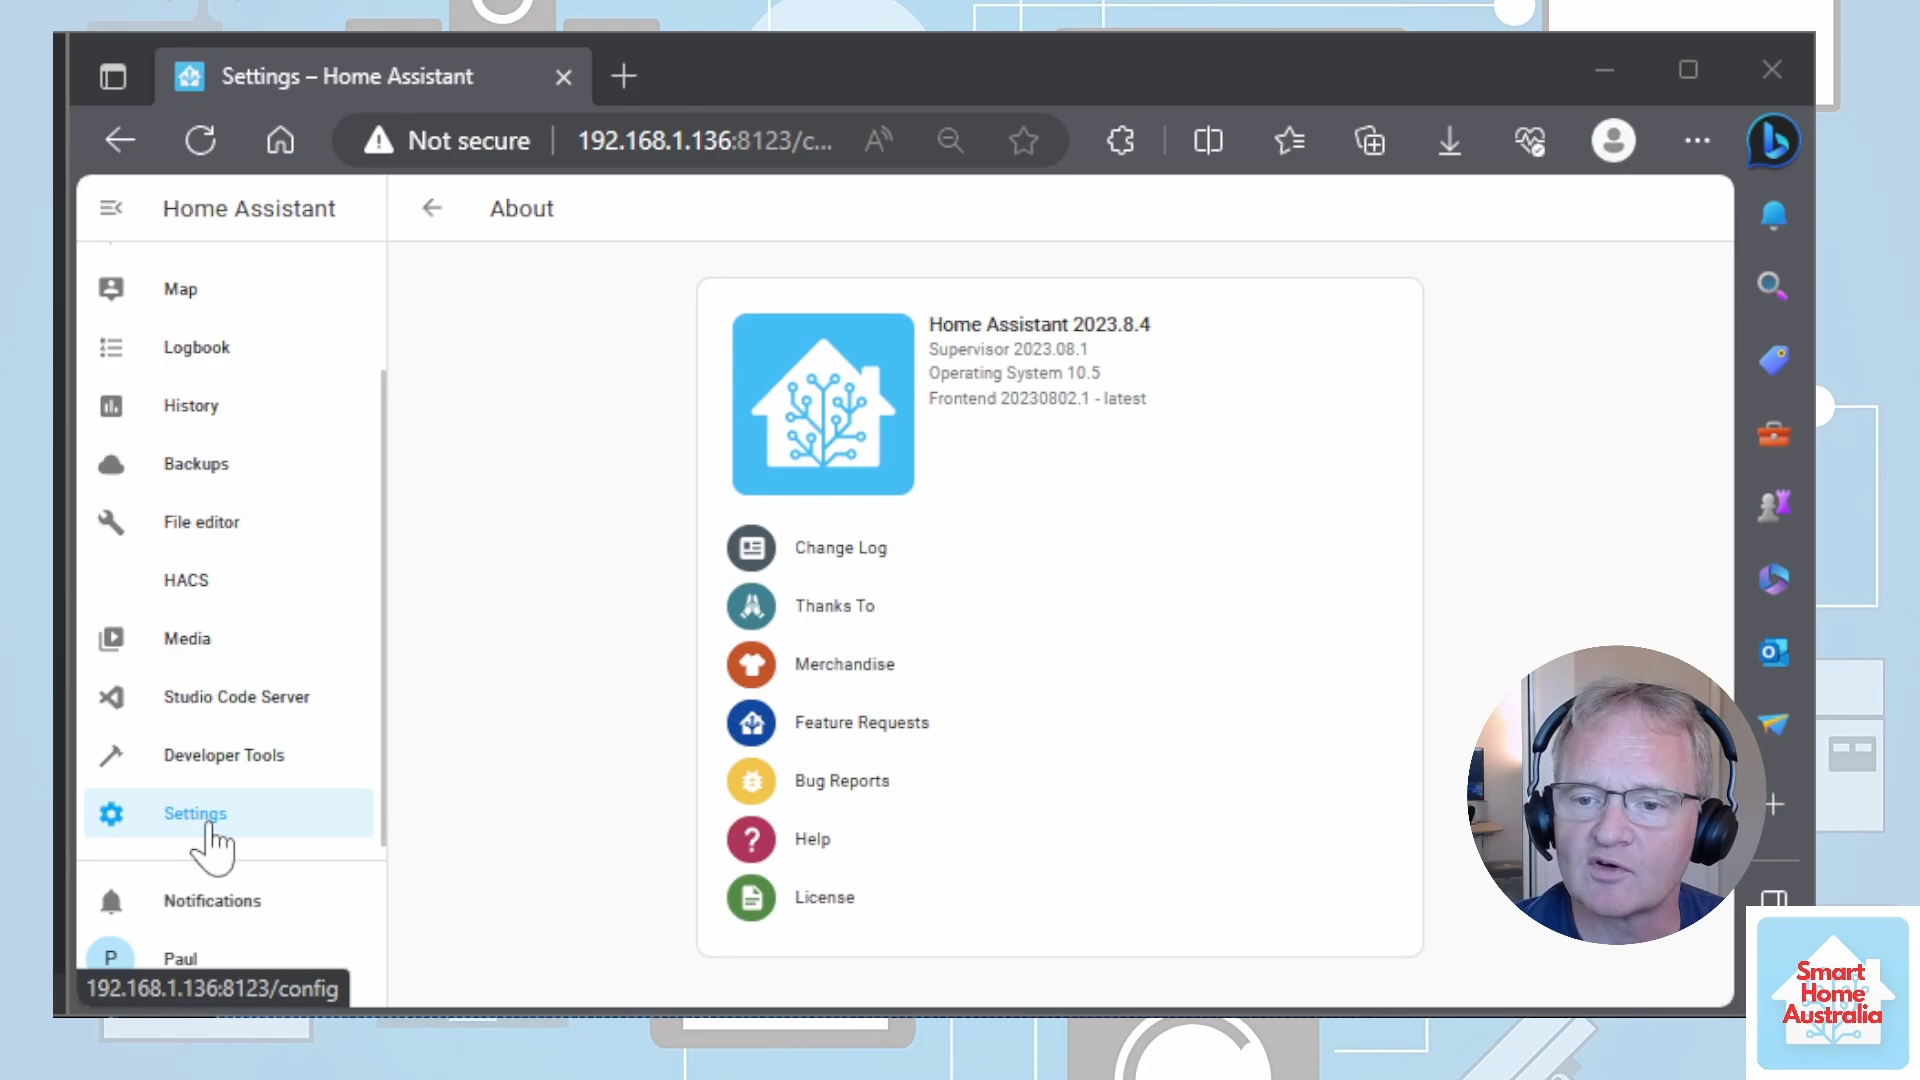 Settings – Home Assistant
Not secure
192.168.1.136:8123/c...
Home Assistant
About
Map
Logbook
History
Backups
File editor
HACS
Media
Studio Code Server
Developer Tools
Settings
Notifications
P
Paul
192.168.1.136:8123/config
Home Assistant 2023.8.4
Supervisor 2023.08.1
Operating System 10.5
Frontend 20230802.1 - latest
Change Log
Thanks To
Merchandise
Feature Requests
Bug Reports
Help
License
Smart
Home
Australia